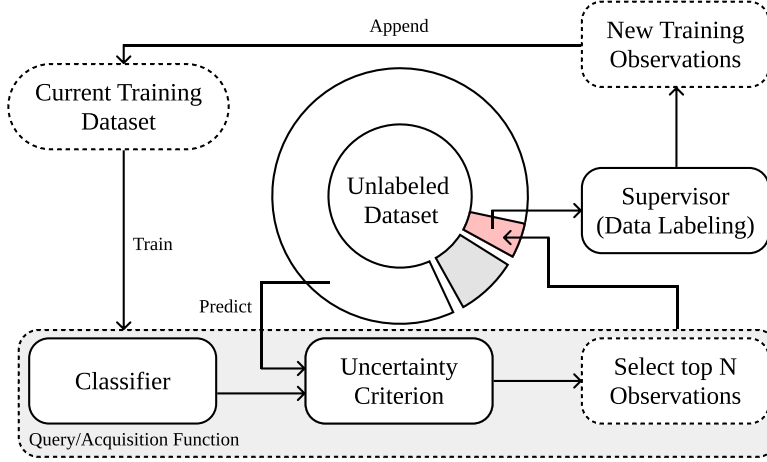 Append
New Training
Observations
Current Training
Dataset
Unlabeled
Dataset
Supervisor
(Data Labeling)
Train
Predict
Classifier
Uncertainty
Criterion
Select top N
Observations
Query/Acquisition Function